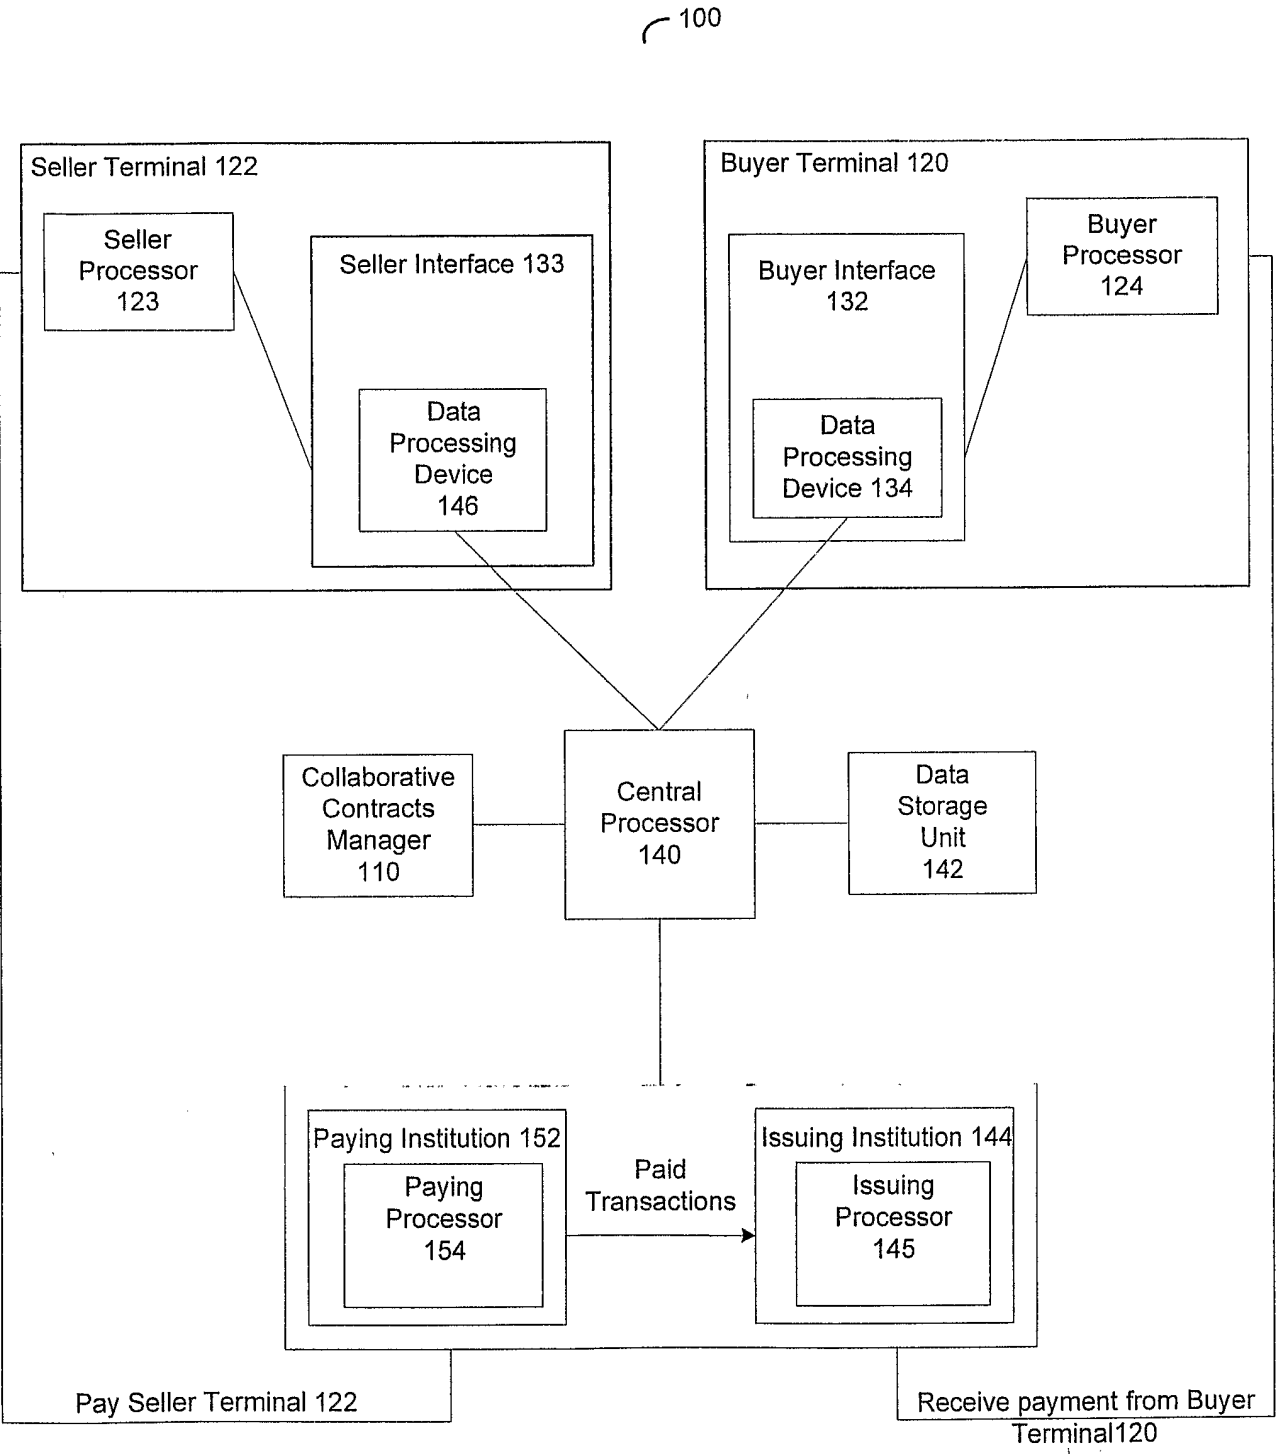 100
Seller Terminal 122
Seller
Processor
123
Seller Interface 133
Data
Processing
Device
146
Buyer Terminal 120
Buyer Interface
132
Buyer
Processor
124
Data
Processing
Device 134
Collaborative
Contracts
Manager
110
Central
Processor
140
Data
Storage
Unit
142
Paying Institution 152
Paying
Processor
154
Paid
Transactions
Issuing Institution 144
Issuing
Processor
145
Pay Seller Terminal 122
Receive payment from Buyer
Terminal120